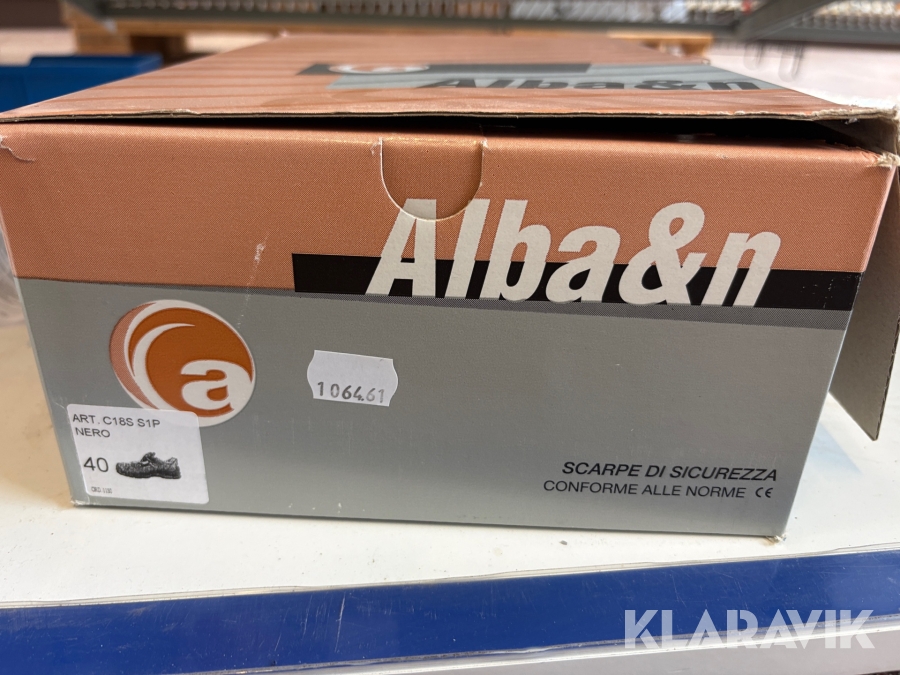 Alba&n
Alba&n
a
1064.61
ART. C18S S1P
NERO
40
SCARPE DI SICUREZZA
CONFORME ALLE NORME CE
KLARAVIK